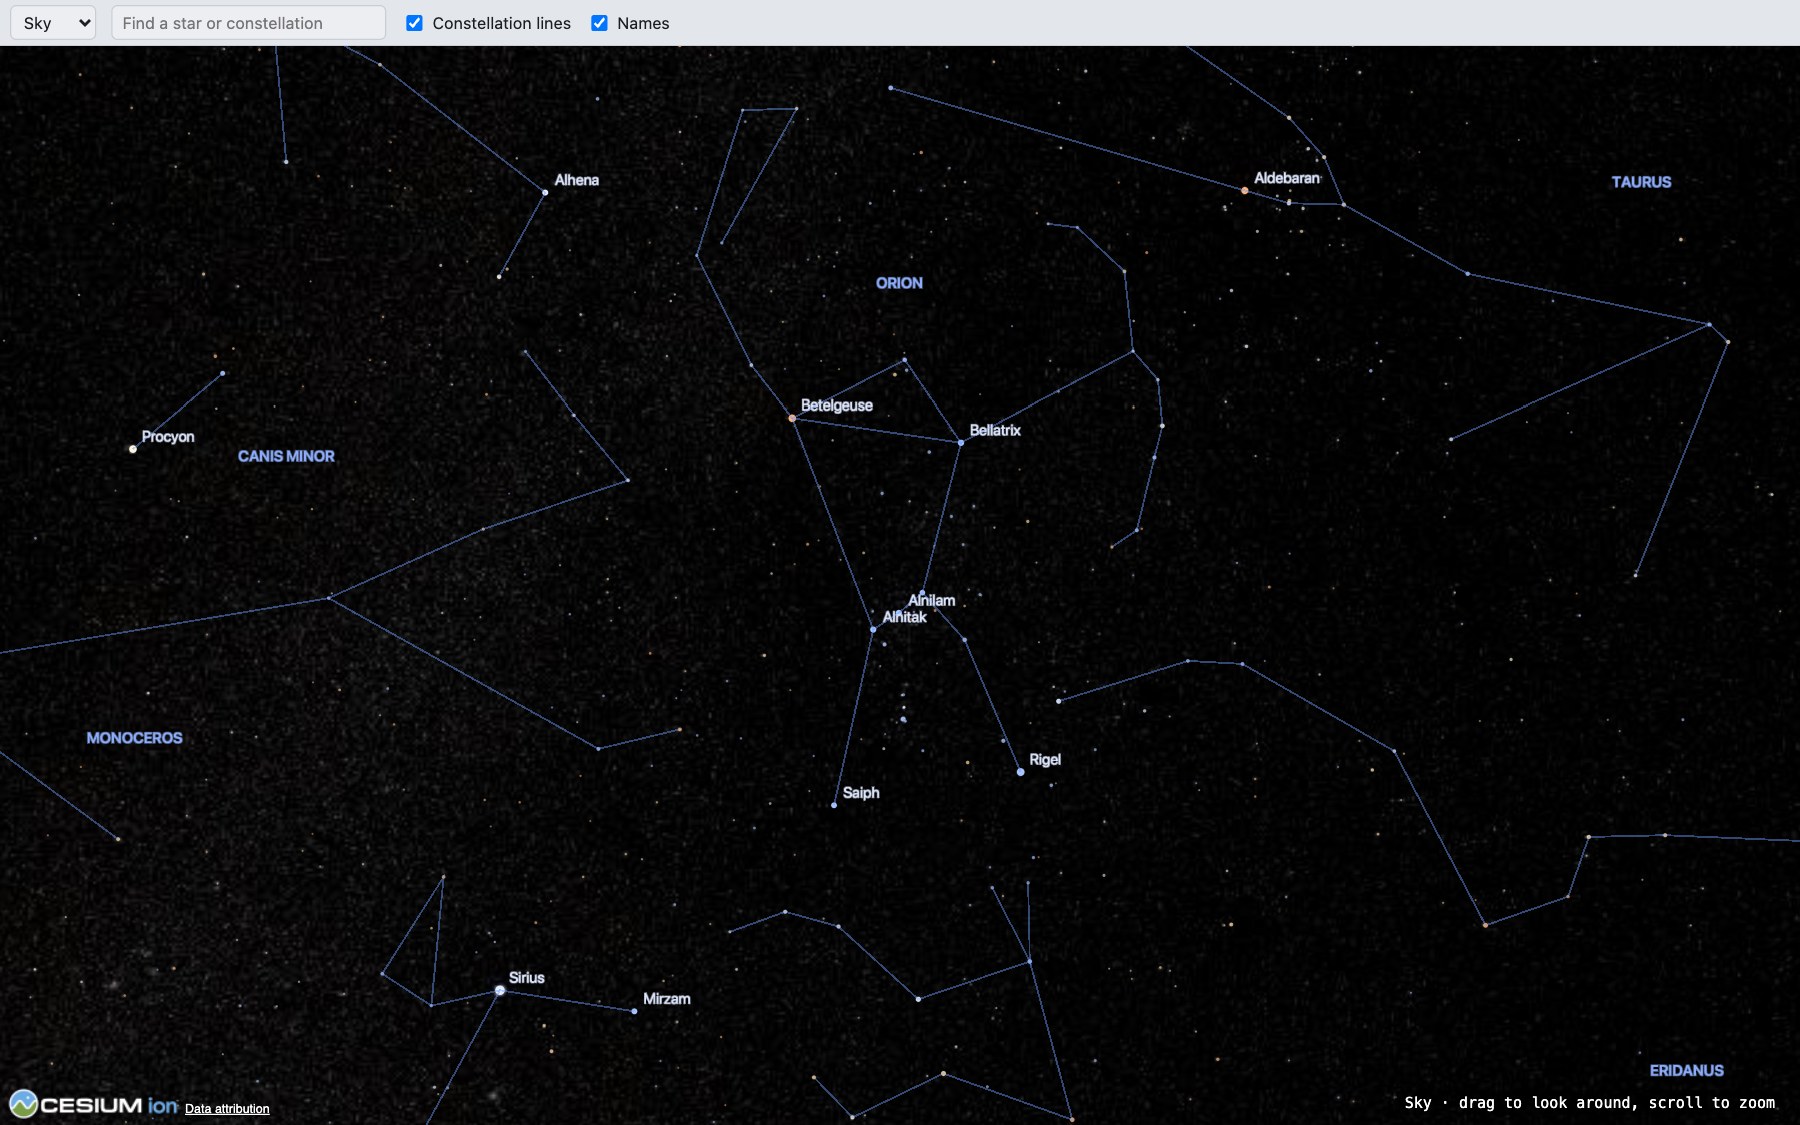 Sky
Find a star or constellation
Constellation lines
Names
Alhena
Aldebaran
TAURUS
ORION
Betelgeuse
Bellatrix
Procyon
CANIS MINOR
Alnilam
Alnitak
MONOCEROS
Rigel
Saiph
Sirius
Mirzam
ERIDANUS
CESIUM ion
Data attribution
Sky · drag to look around, scroll to zoom